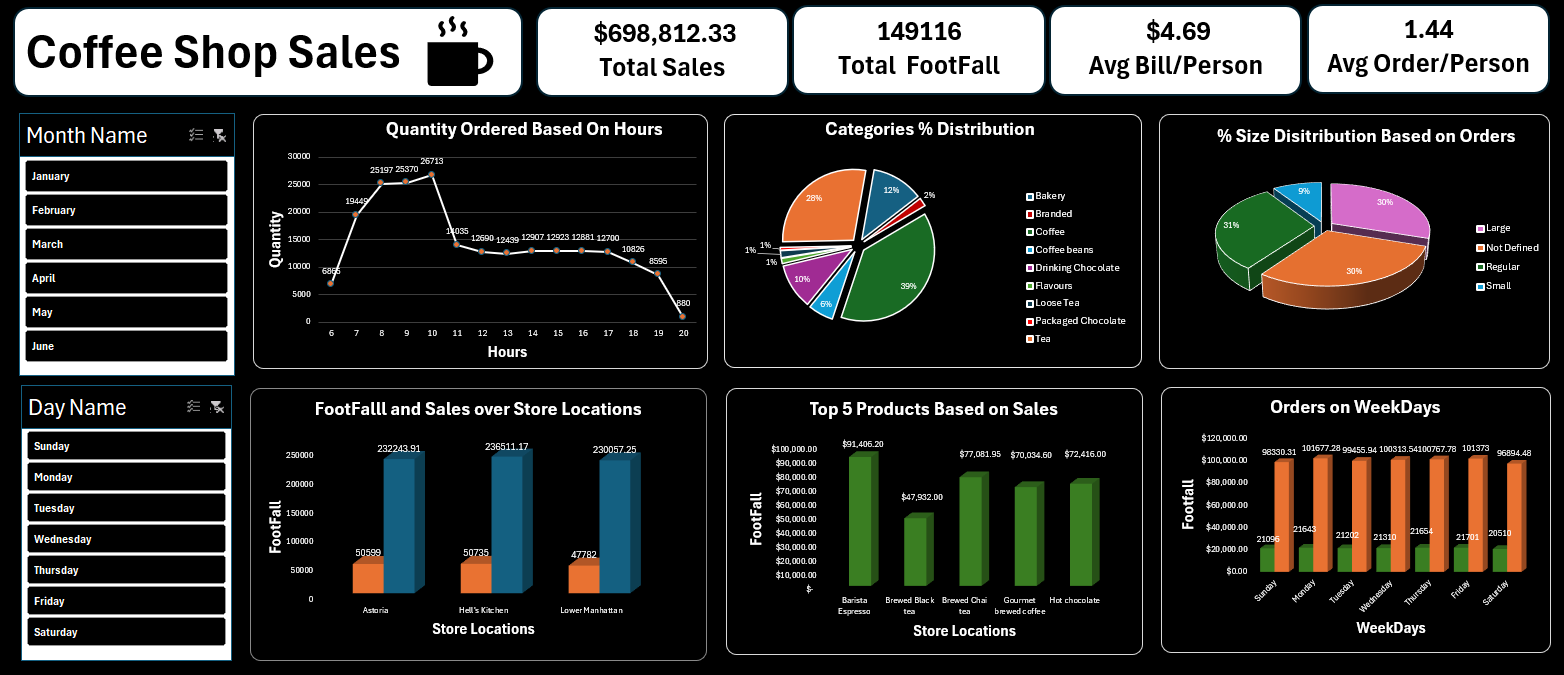 Coffee Shop Sales
$698,812.33
Total Sales
149116
Total FootFall
$4.69
Avg Bill/Person
1.44
Avg Order/Person
Month Name
January
February
March
April
May
June
Day Name
Sunday
Monday
Tuesday
Wednesday
Thursday
Friday
Saturday
Quantity Ordered Based On Hours
Quantity
30000
25000
20000
15000
10000
5000
0
6865
19449
25197
25370
26713
14035
12690
12439
12907
12923
12881
12700
10826
8595
880
6 7 8 9 10 11 12 13 14 15 16 17 18 19 20
Hours
Categories % Distribution
12%
2%
39%
6%
10%
1%
1%
1%
28%
Bakery
Branded
Coffee
Coffee beans
Drinking Chocolate
Flavours
Loose Tea
Packaged Chocolate
Tea
% Size Disitribution Based on Orders
9%
30%
31%
30%
Large
Not Defined
Regular
Small
FootFalll and Sales over Store Locations
FootFall
250000
200000
150000
100000
50000
0
232243.91
236511.17
230057.25
50599
50735
47782
Astoria
Hell's Kitchen
Lower Manhattan
Store Locations
Top 5 Products Based on Sales
FootFall
$100,000.00
$90,000.00
$80,000.00
$70,000.00
$60,000.00
$50,000.00
$40,000.00
$30,000.00
$20,000.00
$10,000.00
$-
$91,406.20
$47,932.00
$77,081.95
$70,034.60
$72,416.00
Barista
Espresso
Brewed Black
tea
Brewed Chai
tea
Gourmet
brewed coffee
Hot chocolate
Store Locations
Orders on WeekDays
Footfall
$120,000.00
$100,000.00
$80,000.00
$60,000.00
$40,000.00
$20,000.00
$0.00
98330.31
101677.28
99455.94
100313.54
100767.78
101373
96894.48
21096
21643
21202
21310
21654
21701
20510
Sunday
Monday
Tuesday
Wednesday
Thursday
Friday
Saturday
WeekDays